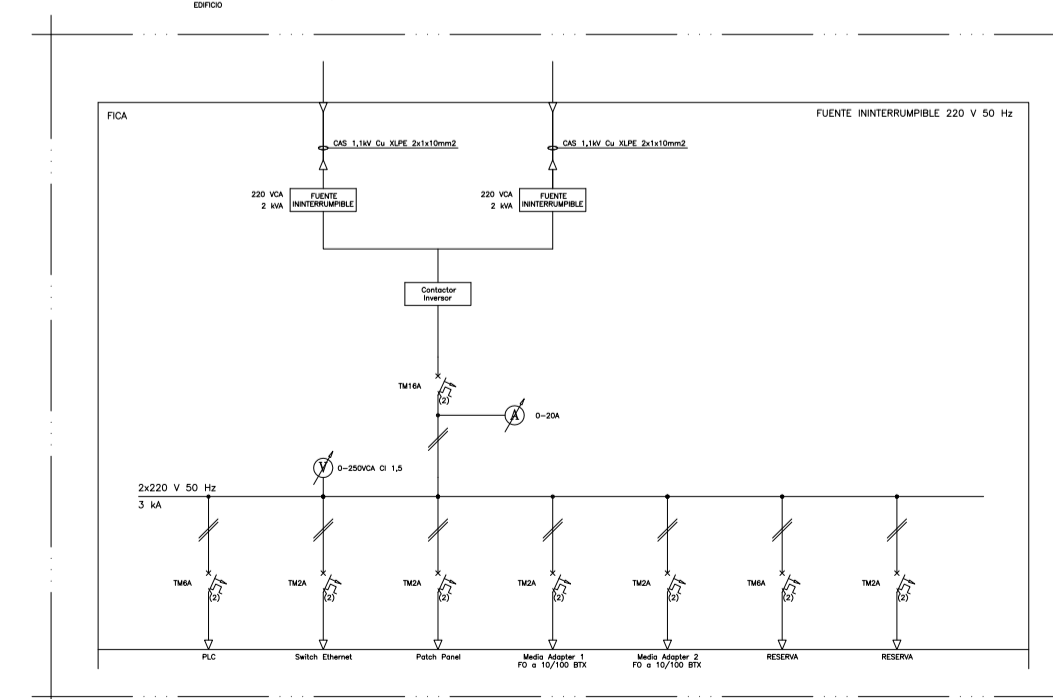 EDIFICIO
FICA
FUENTE ININTERRUMPIBLE 220 V 50 Hz
CAS 1,1kV Cu XLPE 2x1x10mm2
CAS 1,1kV Cu XLPE 2x1x10mm2
220 VCA
2 kVA
FUENTE
ININTERRUMPIBLE
220 VCA
2 kVA
FUENTE
ININTERRUMPIBLE
Contactor
Inversor
TM16A
(2)
A
0-20A
V
0-250VCA Cl 1,5
2x220 V 50 Hz
3 kA
TM6A
(2)
TM2A
(2)
TM2A
(2)
TM2A
(2)
TM2A
(2)
TM6A
(2)
TM2A
(2)
PLC
Switch Ethernet
Patch Panel
Media Adapter 1
FO a 10/100 BTX
Media Adapter 2
FO a 10/100 BTX
RESERVA
RESERVA